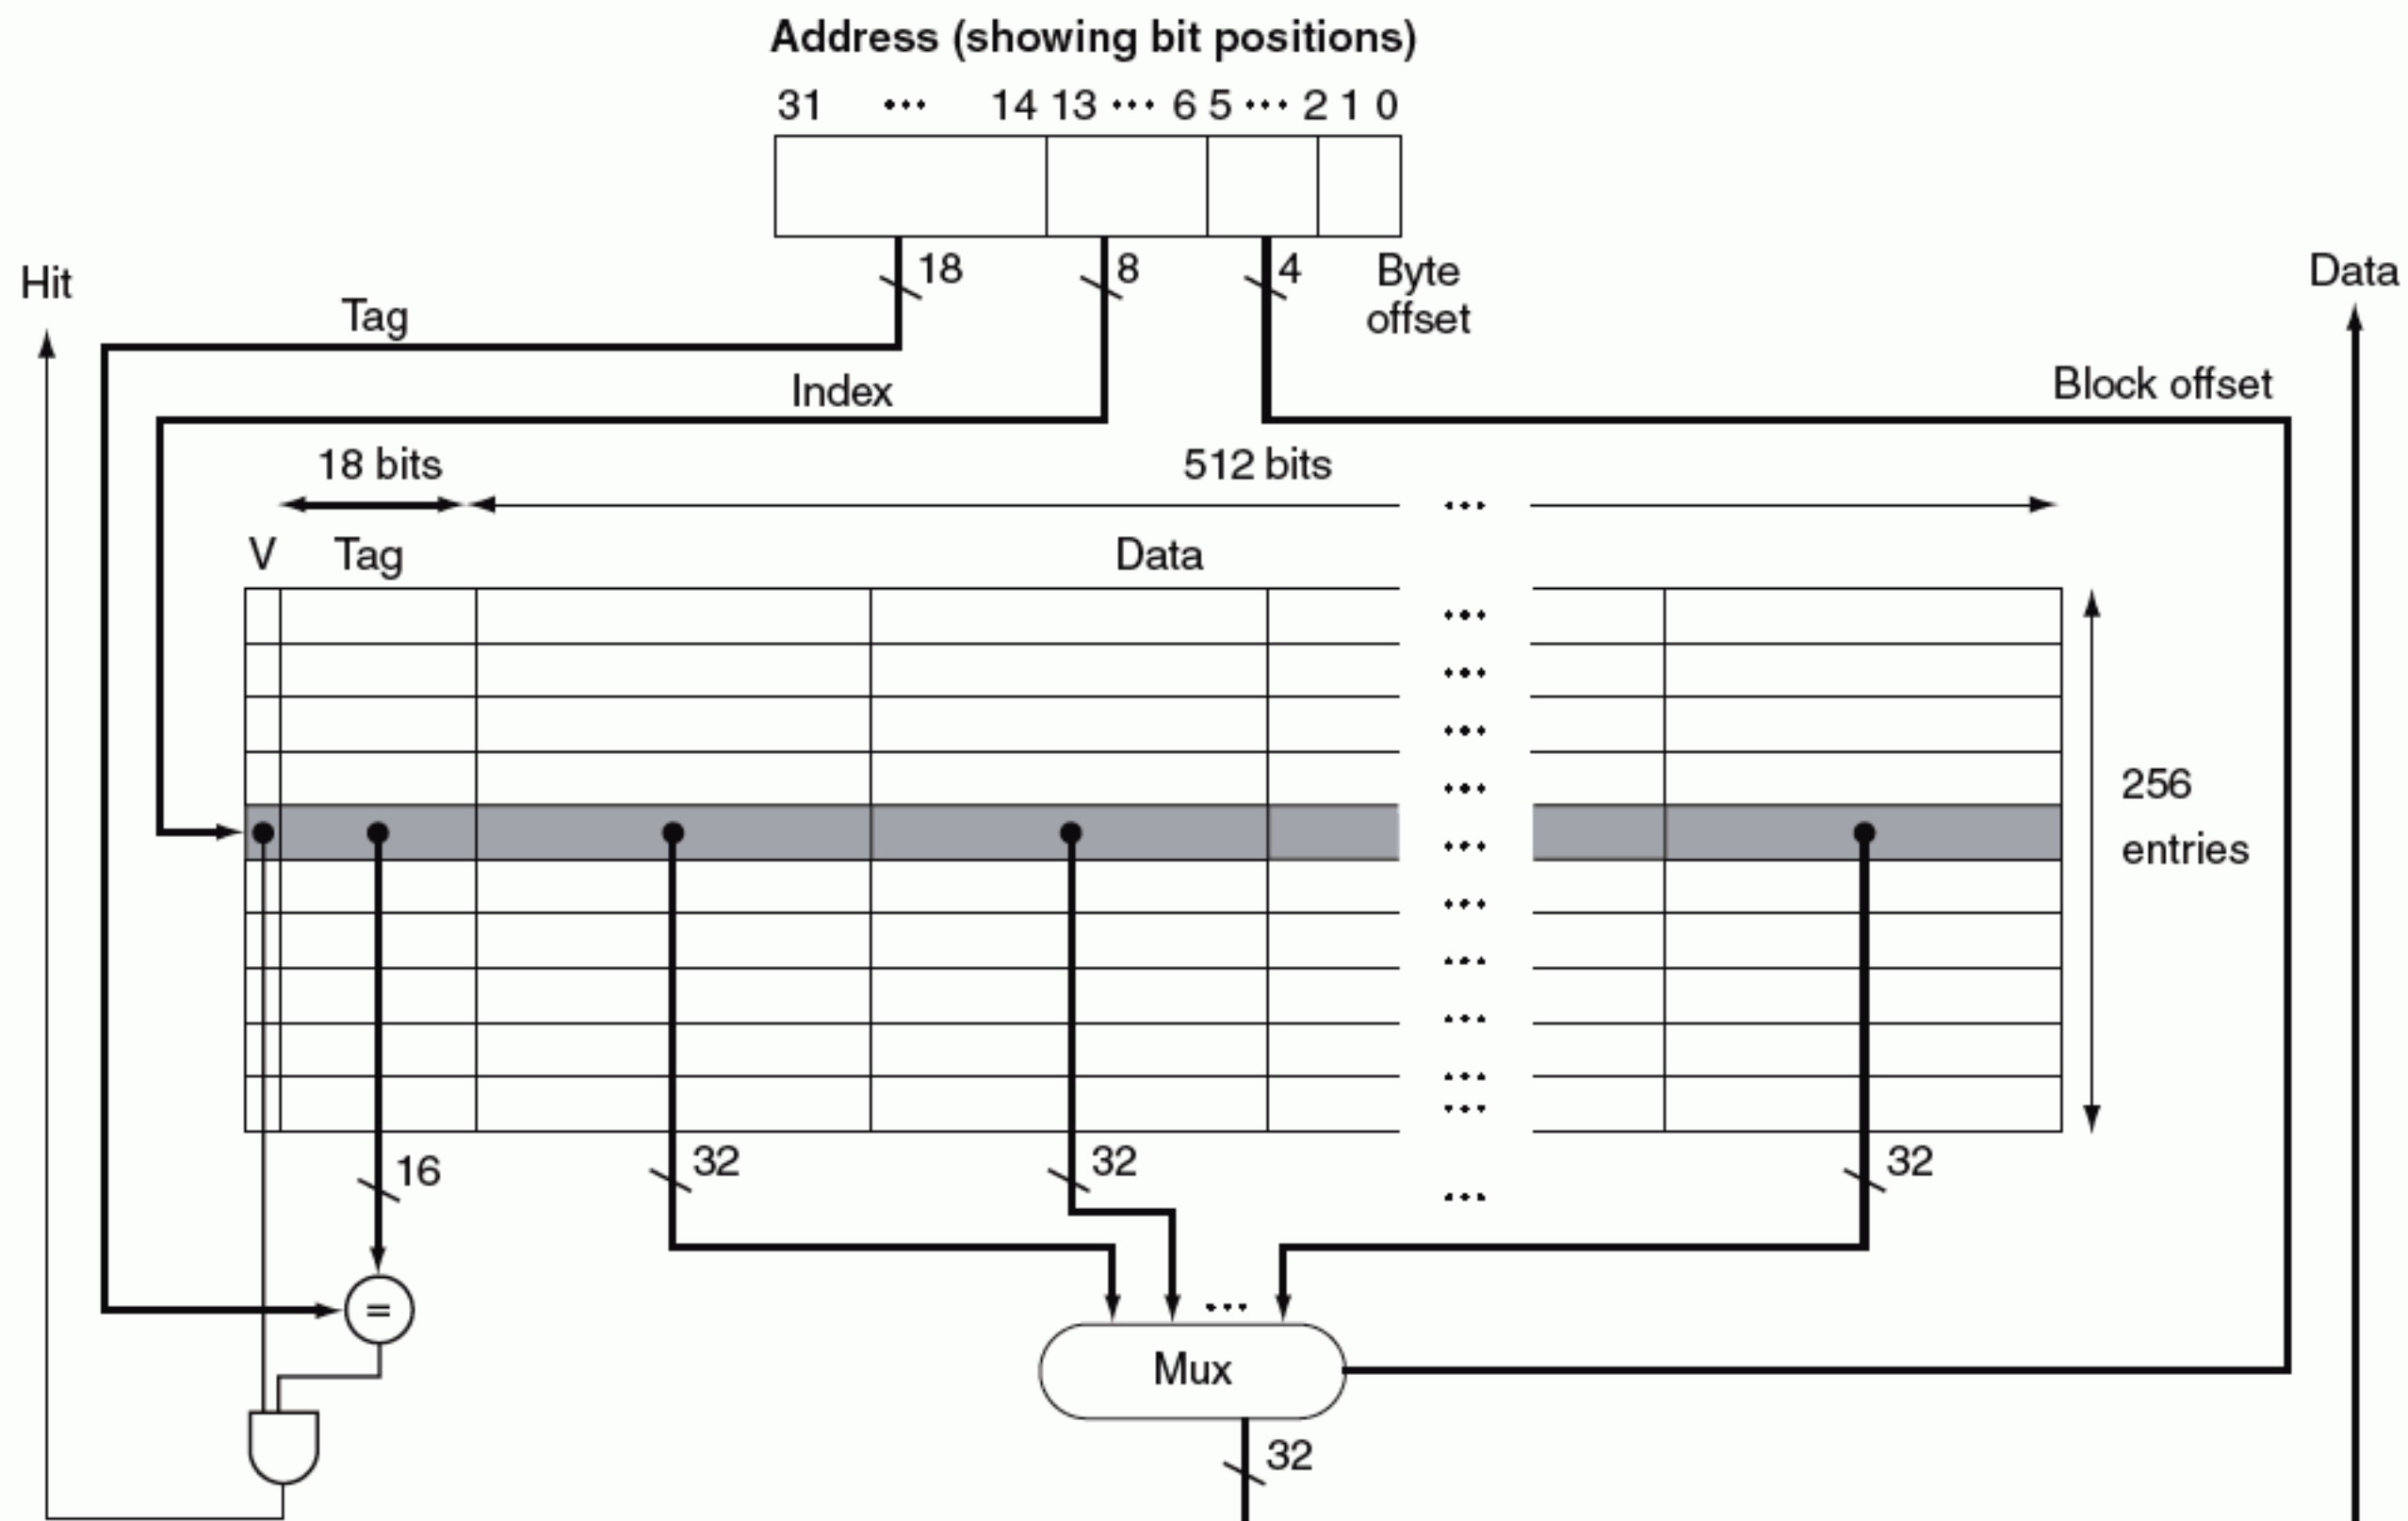 Address (showing bit positions)
31 ... 14 13 ... 6 5 ... 2 1 0
18
8
4
Byte
offset
Hit
Data
Tag
Index
Block offset
18 bits
512 bits
...
V
Tag
Data
...
...
...
...
...
...
...
...
...
...
256
entries
16
32
32
...
32
=
...
Mux
32